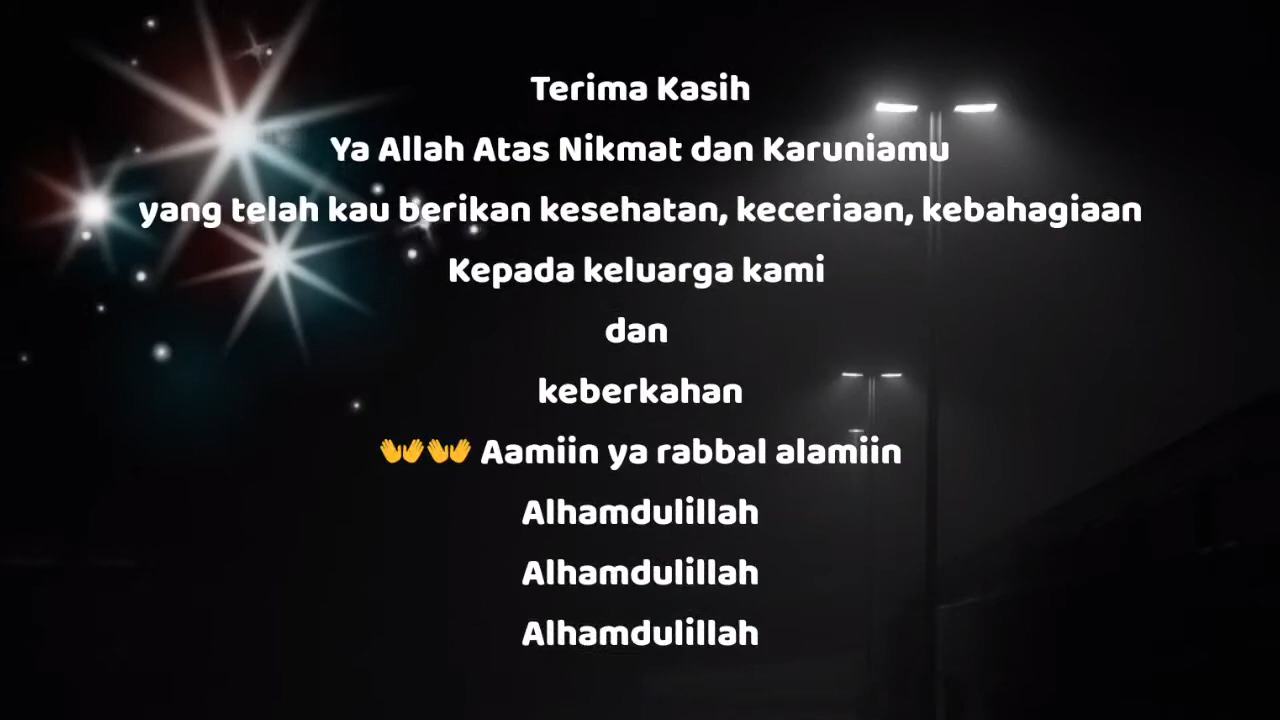 Terima Kasih
Ya Allah Atas Nikmat dan Karuniamu
yang telah kau berikan kesehatan, keceriaan, kebahagiaan
Kepada keluarga kami
dan
keberkahan
👐👐 Aamiin ya rabbal alamiin
Alhamdulillah
Alhamdulillah
Alhamdulillah